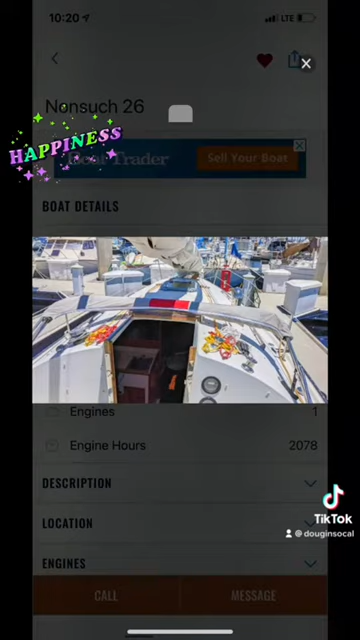 10:20
LTE
Nonsuch 26
HAPPINESS
Boat Trader
Sell Your Boat
BOAT DETAILS
Engines 1
Engine Hours 2078
DESCRIPTION
LOCATION
ENGINES
CALL MESSAGE
TikTok
@douginsocal